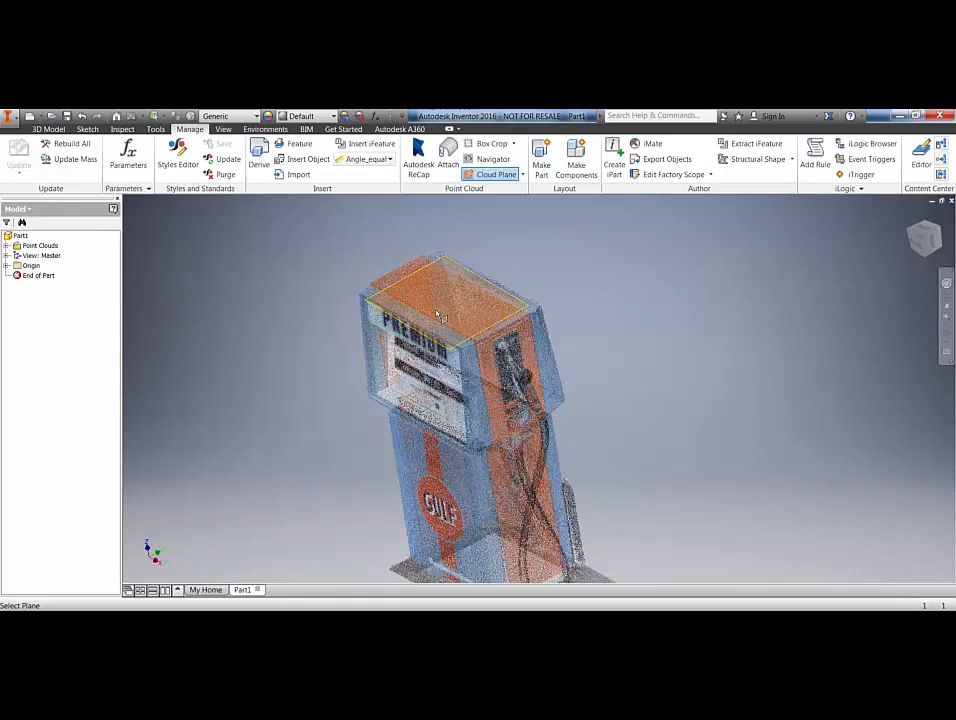 Generic
Default
Autodesk Inventor 2016 - NOT FOR RESALE Part1
Search Help & Commands...
Sign In
3D Model Sketch Inspect Tools Manage View Environments BIM Get Started Autodesk A360
Update
Rebuild All
Update Mass
Update
Parameters
Parameters
Styles Editor
Save
Update
Purge
Styles and Standards
Derive
Feature
Insert Object
Import
Insert iFeature
Angle_equal
Insert
Autodesk ReCap
Attach
Box Crop
Navigator
Cloud Plane
Point Cloud
Make Part
Make Components
Layout
Create iPart
iMate
Export Objects
Edit Factory Scope
Extract iFeature
Structural Shape
Author
Add Rule
iLogic Browser
Event Triggers
iTrigger
iLogic
Editor
Content Center
Model
Part1
Point Clouds
View: Master
Origin
End of Part
PREMIUM
GULF
Z
My Home Part1
Select Plane
1 1